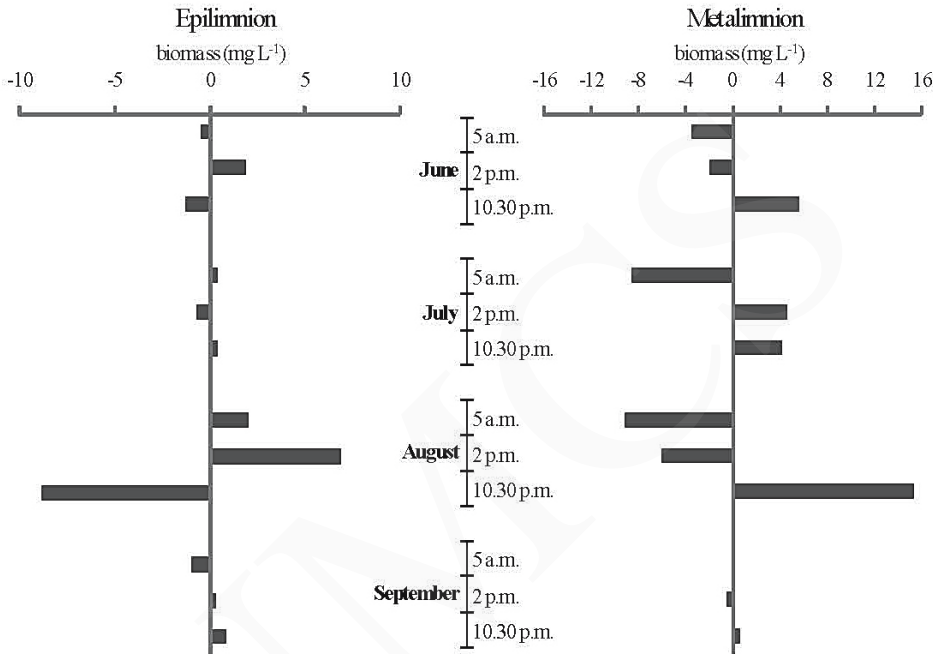 Epilimnion
biomass (mg L-1)
-10 -5 0 5 10
Metalimnion
biomass (mg L-1)
-16 -12 -8 -4 0 4 8 12 16
June
5 a.m.
2 p.m.
10.30 p.m.
July
5 a.m.
2 p.m.
10.30 p.m.
August
5 a.m.
2 p.m.
10.30 p.m.
September
5 a.m.
2 p.m.
10.30 p.m.
UMCS